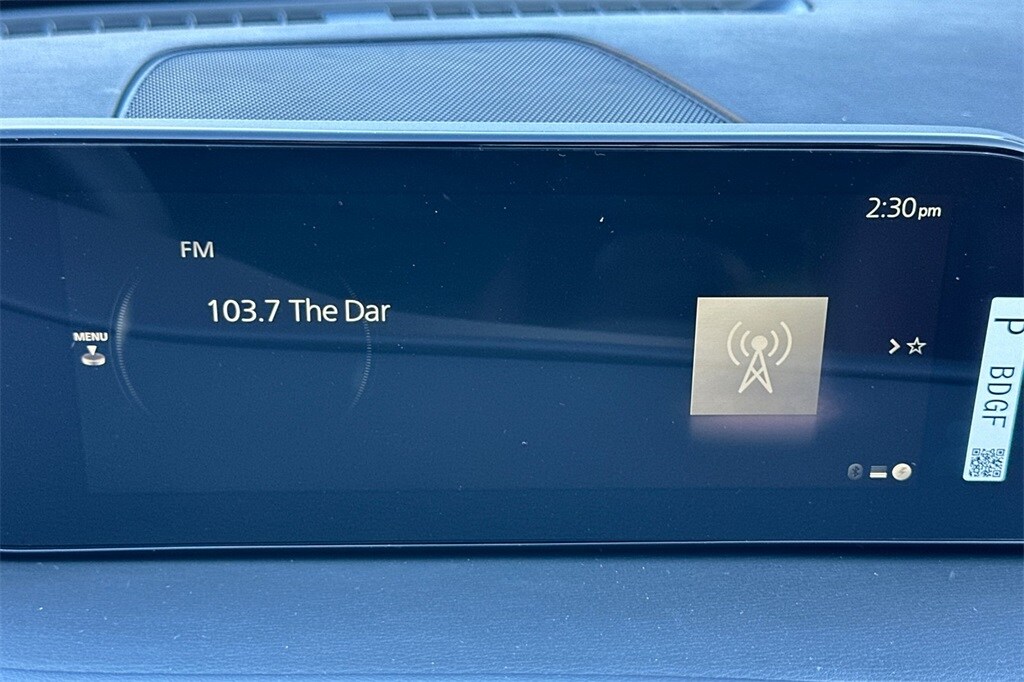 2:30pm
FM
103.7 The Dar
MENU
P
BDGF